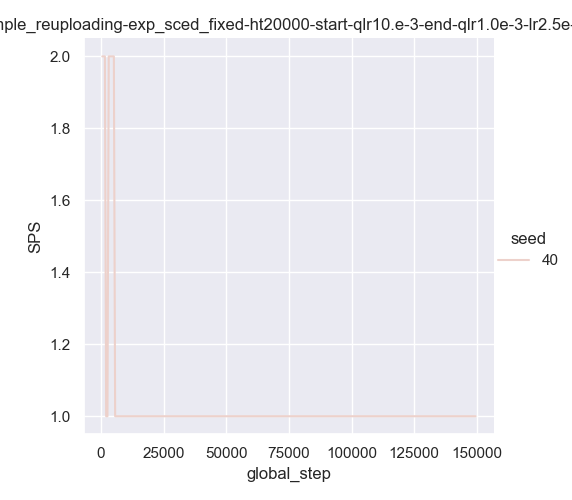 mple_reuploading-exp_sced_fixed-ht20000-start-qlr10.e-3-end-qlr1.0e-3-lr2.5e-
2.0
1.8
1.6
1.4
1.2
1.0
SPS
0 25000 50000 75000 100000 125000 150000
global_step
seed
40